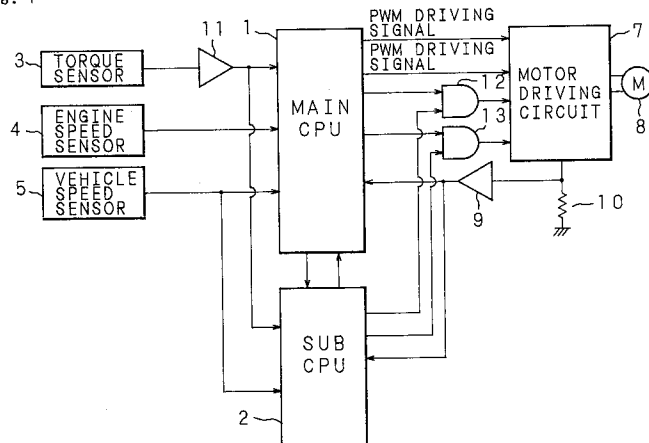 1
PWM DRIVING
SIGNAL
PWM DRIVING
SIGNAL
7
11
3
TORQUE
SENSOR
12
MOTOR
DRIVING
CIRCUIT
M
8
4
ENGINE
SPEED
SENSOR
MAIN
CPU
13
5
VEHICLE
SPEED
SENSOR
9
10
SUB
CPU
2